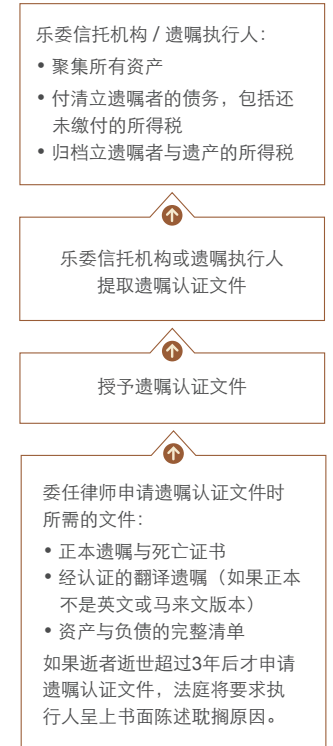 乐委信托机构 / 遗嘱执行人：
• 聚集所有资产
• 付清立遗嘱者的债务，包括还
未缴付的所得税
• 归档立遗嘱者与遗产的所得税
乐委信托机构或遗嘱执行人
提取遗嘱认证文件
授予遗嘱认证文件
委任律师申请遗嘱认证文件时
所需的文件：
• 正本遗嘱与死亡证书
• 经认证的翻译遗嘱（如果正本
不是英文或马来文版本）
• 资产与负债的完整清单
如果逝者逝世超过3年后才申请
遗嘱认证文件，法庭将要求执
行人呈上书面陈述耽搁原因。